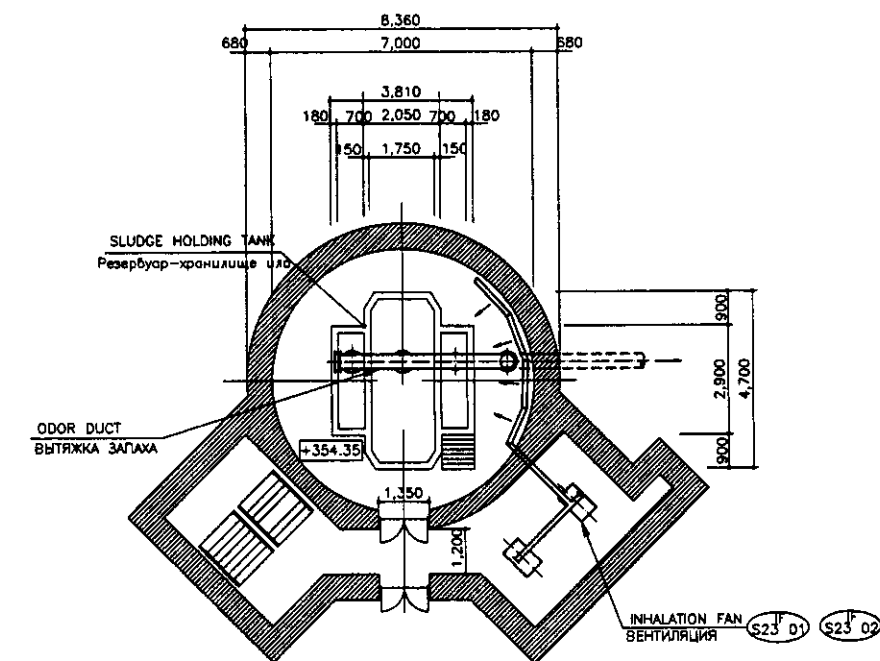 8,360
680 7,000 680
3,810
180 700 2,050 700 180
150 1,750 150
SLUDGE HOLDING TANK
Резервуар-хранилище ила
900
2,900
4,700
900
ODOR DUCT
ВЫТЯЖКА ЗАПАХА
+354.35
1,350
1,200
INHALATION FAN
ВЕНТИЛЯЦИЯ
F
S23 01
F
S23 02